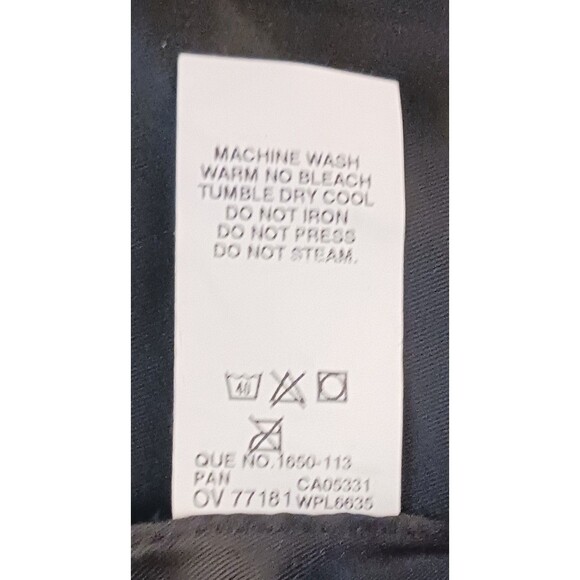 MACHINE WASH
WARM NO BLEACH
TUMBLE DRY COOL
DO NOT IRON
DO NOT PRESS
DO NOT STEAM.
40
QUE NO.1650-113
PAN CA05331
OV 77181 WPL6635